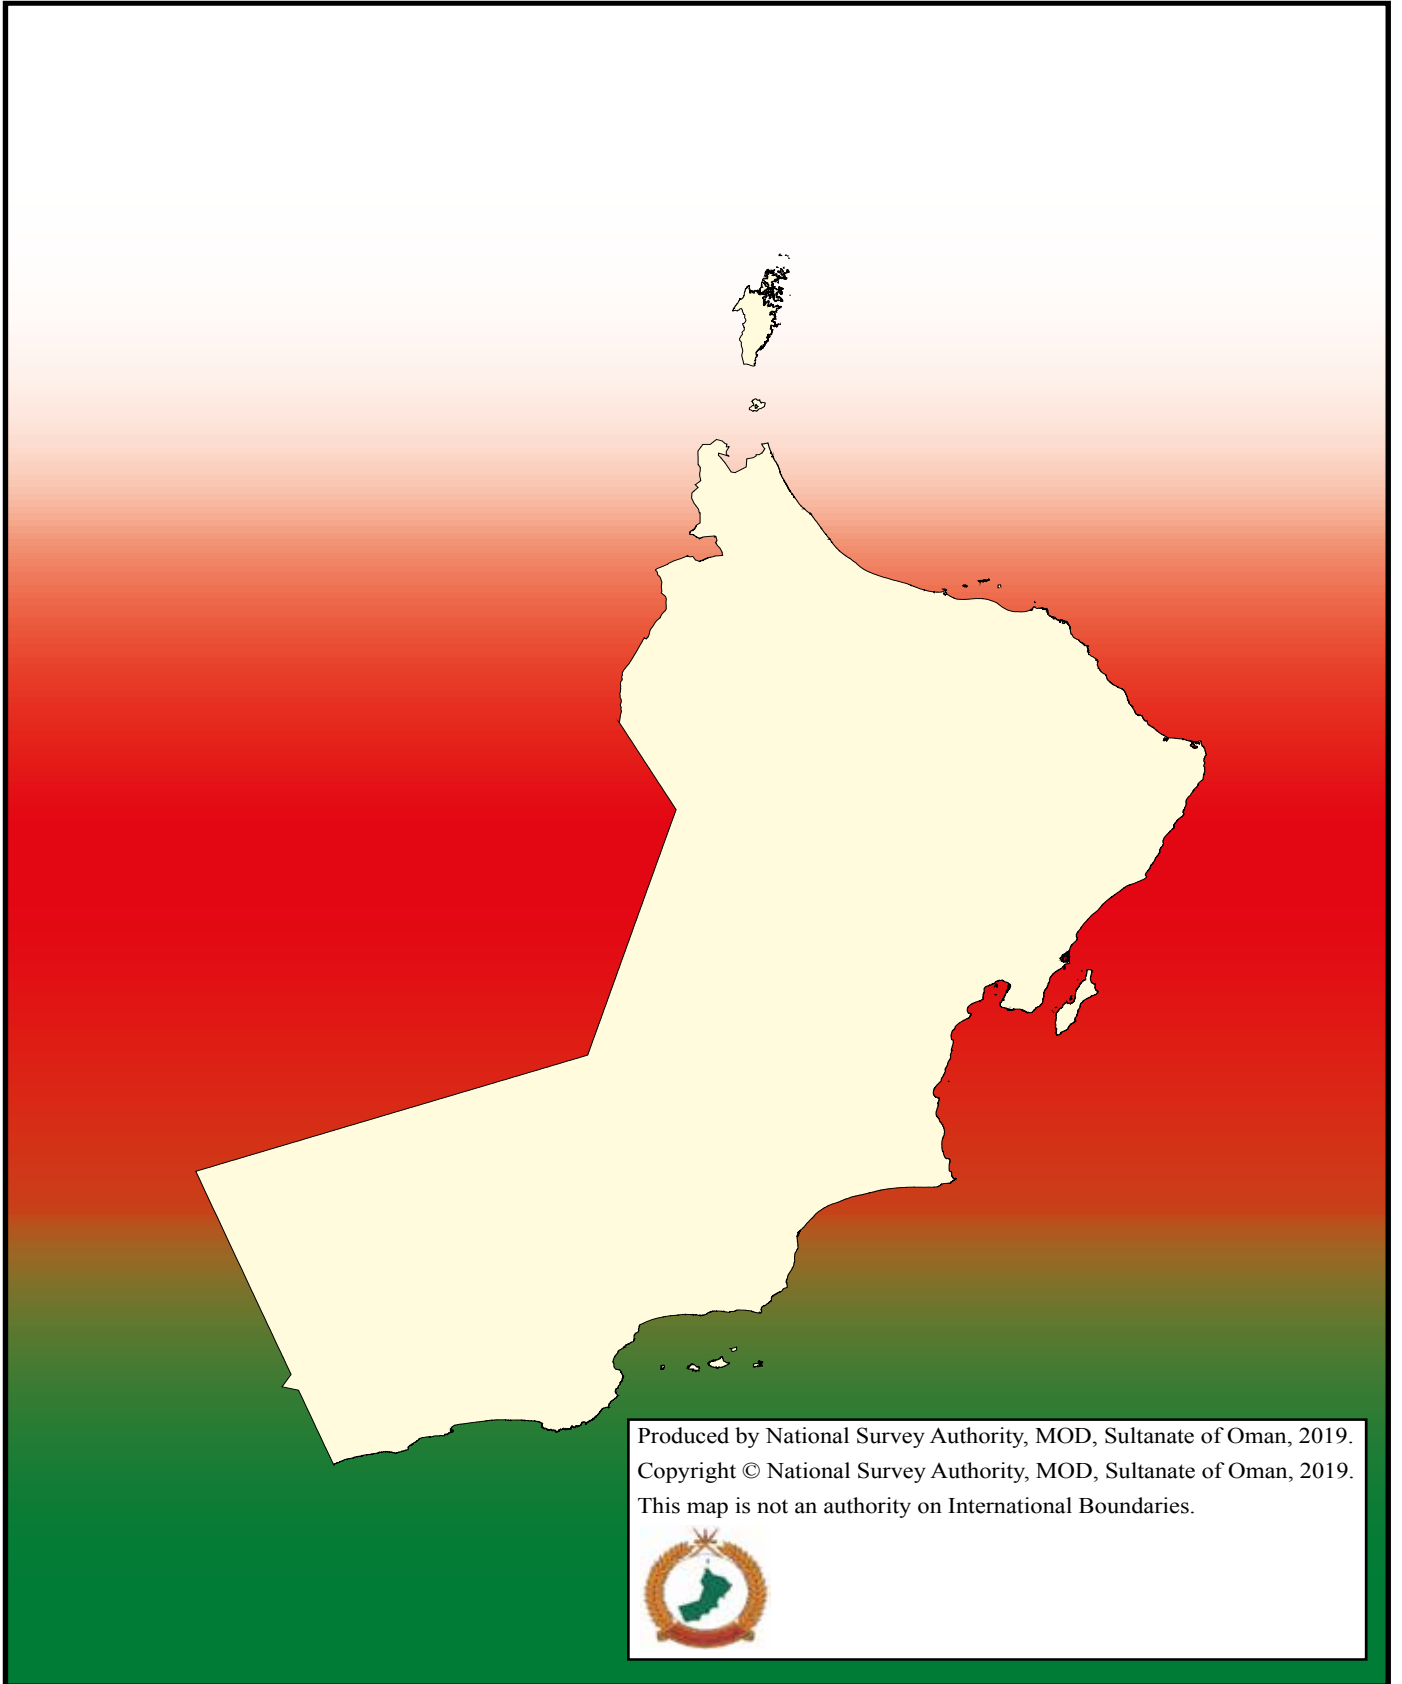 Produced by National Survey Authority, MOD, Sultanate of Oman, 2019.
Copyright © National Survey Authority, MOD, Sultanate of Oman, 2019.
This map is not an authority on International Boundaries.